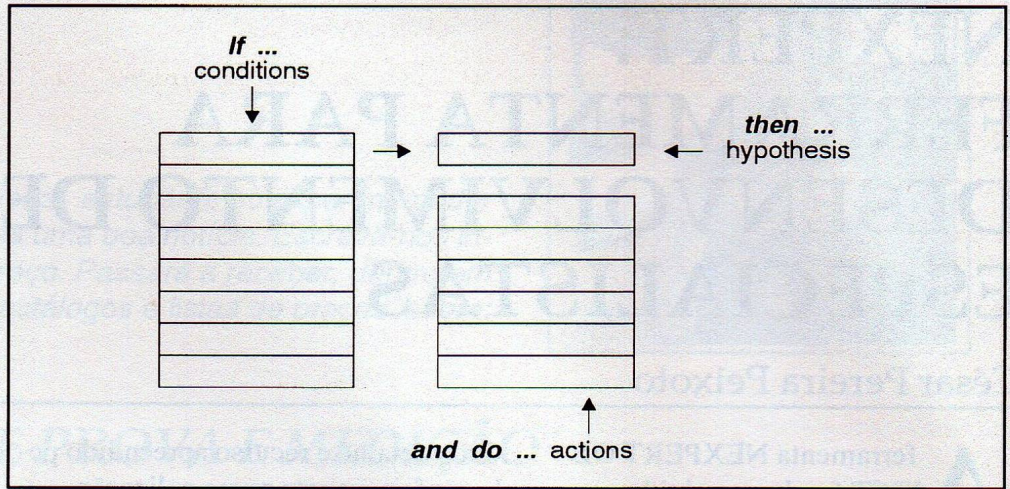 If ...
conditions
then ...
hypothesis
and do ... actions